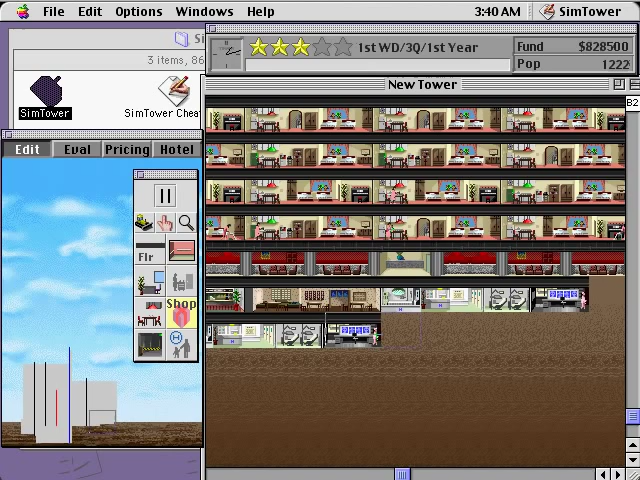 File Edit Options Windows Help 3:40 AM SimTower
3 items, 86
SimTower
SimTower Chea
1st WD/3Q/1st Year
Fund $828500
Pop 1222
New Tower
B2
Edit Eval Pricing Hotel
Flr
Shop